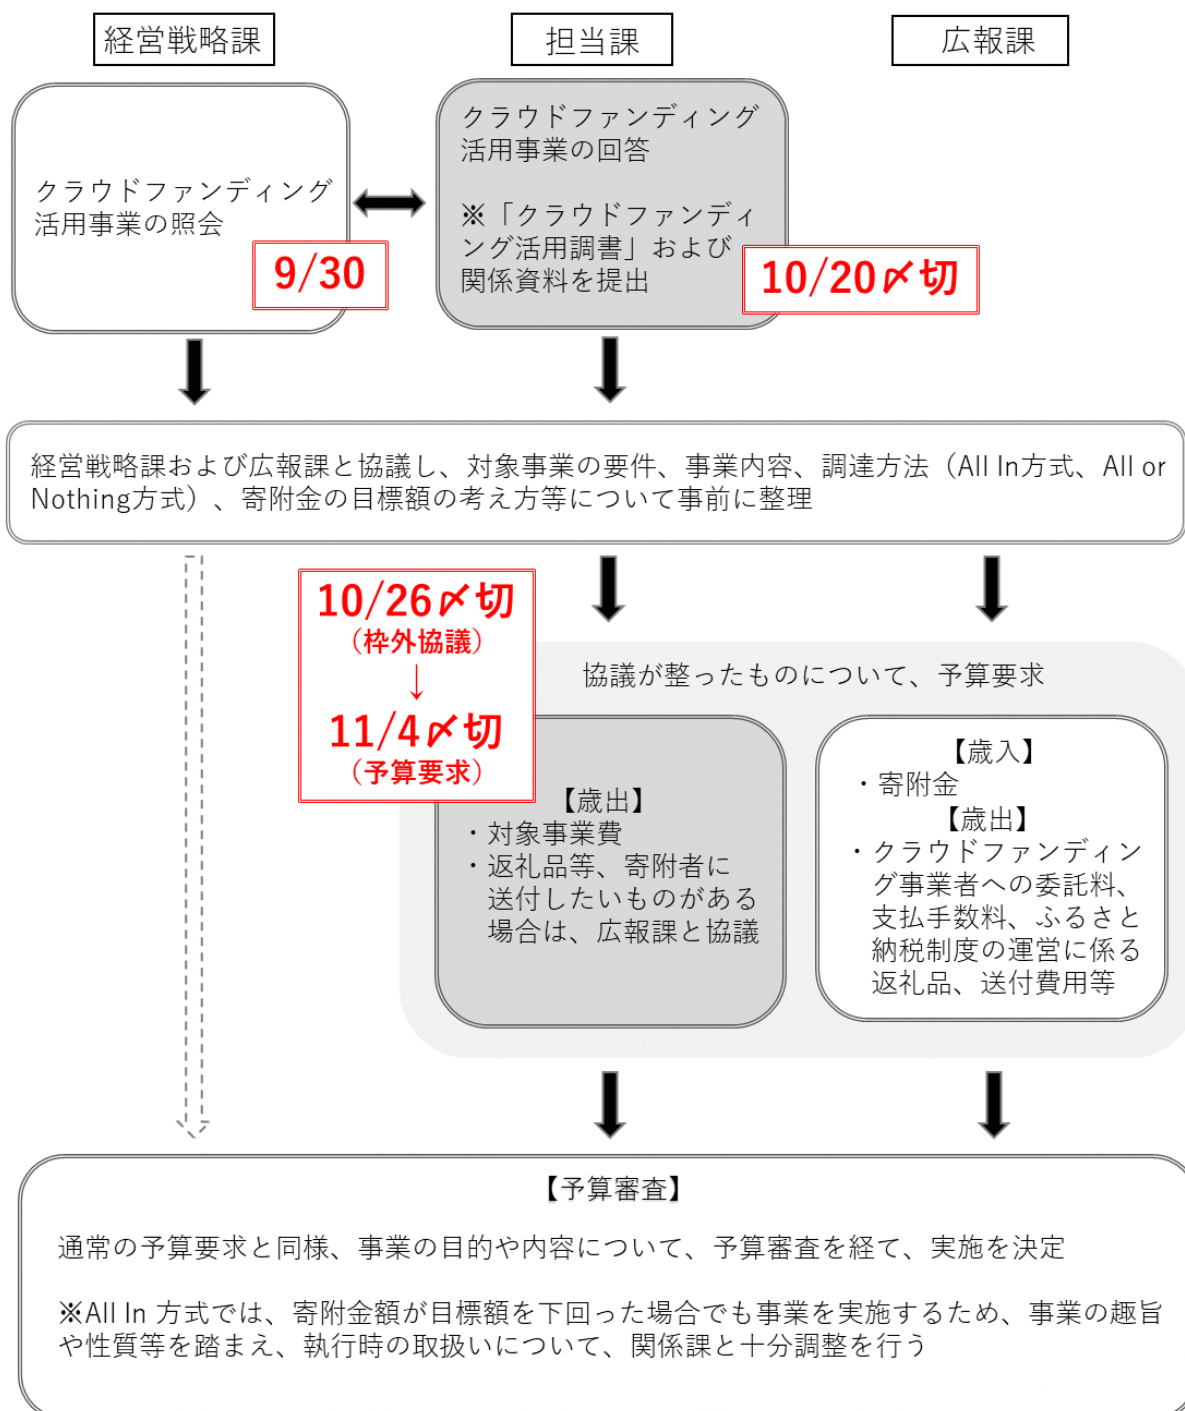 経営戦略課
担当課
広報課
クラウドファンディング
活用事業の照会
9/30
クラウドファンディング
活用事業の回答
※「クラウドファンディ
ング活用調書」および
関係資料を提出
10/20〆切
経営戦略課および広報課と協議し、対象事業の要件、事業内容、調達方法（All In方式、All or
Nothing方式）、寄附金の目標額の考え方等について事前に整理
10/26〆切
（枠外協議）
↓
11/4〆切
（予算要求）
協議が整ったものについて、予算要求
【歳出】
・対象事業費
・返礼品等、寄附者に
送付したいものがある
場合は、広報課と協議
【歳入】
・寄附金
【歳出】
・クラウドファンディン
グ事業者への委託料、
支払手数料、ふるさと
納税制度の運営に係る
返礼品、送付費用等
【予算審査】
通常の予算要求と同様、事業の目的や内容について、予算審査を経て、実施を決定
※All In 方式では、寄附金額が目標額を下回った場合でも事業を実施するため、事業の趣旨
や性質等を踏まえ、執行時の取扱いについて、関係課と十分調整を行う